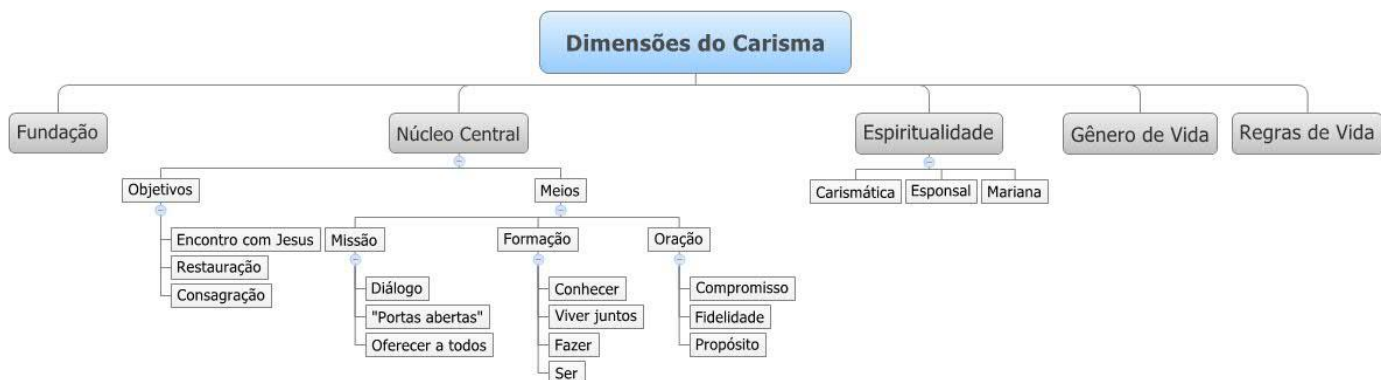 Dimensões do Carisma
Fundação
Núcleo Central
Espiritualidade
Gênero de Vida
Regras de Vida
Objetivos
Meios
Carismática
Esponsal
Mariana
Encontro com Jesus
Restauração
Consagração
Missão
Formação
Oração
Diálogo
"Portas abertas"
Oferecer a todos
Conhecer
Viver juntos
Fazer
Ser
Compromisso
Fidelidade
Propósito